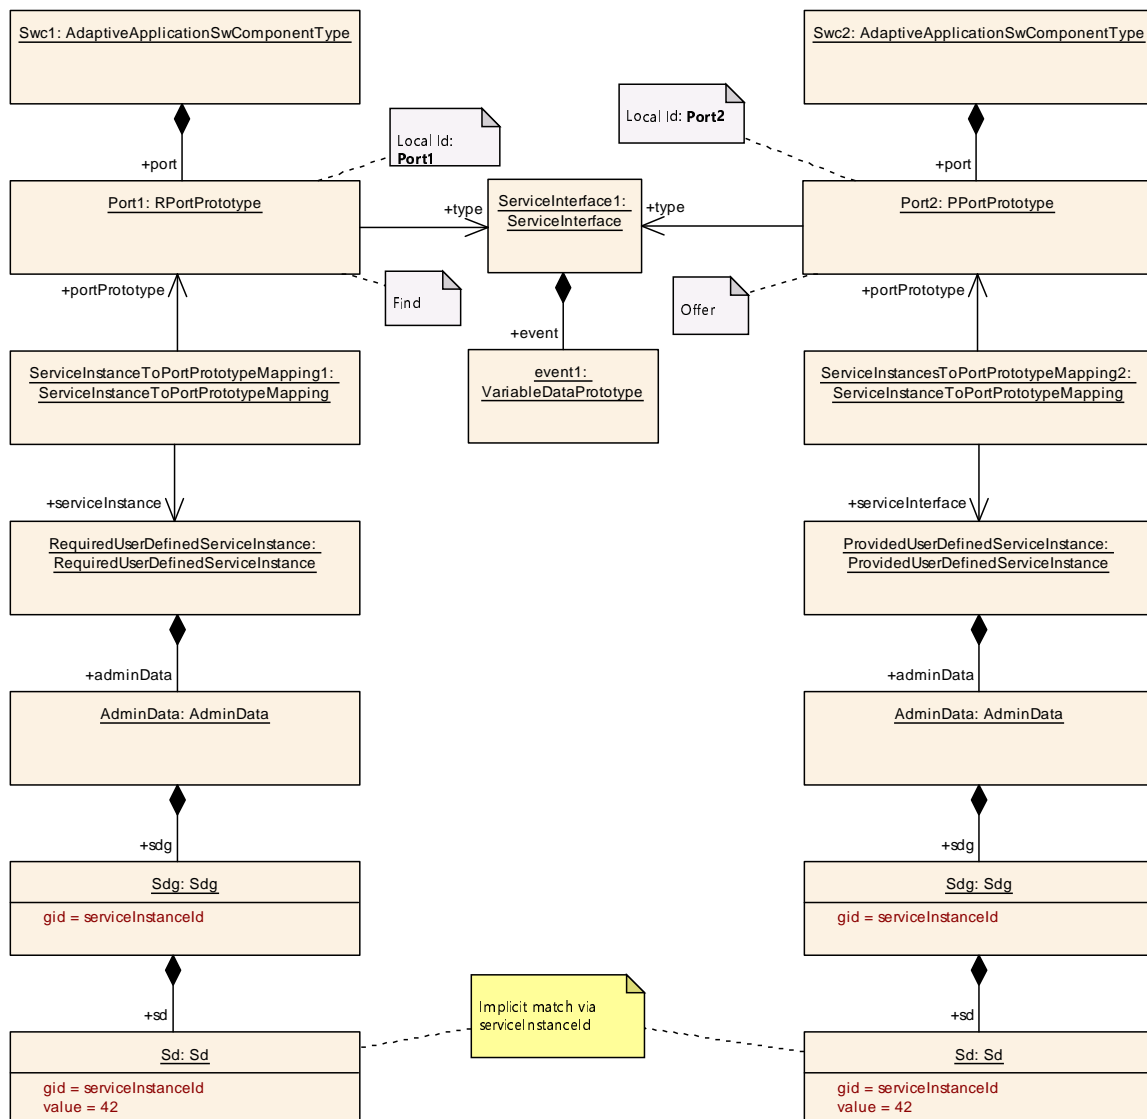 Swc1: AdaptiveApplicationSwComponentType
Swc2: AdaptiveApplicationSwComponentType
Local Id:
Port1
Local Id: Port2
+port
+port
Port1: RPortPrototype
+type
ServiceInterface1:
ServiceInterface
+type
Port2: PPortPrototype
+portPrototype
Find
Offer
+portPrototype
+event
ServiceInstanceToPortPrototypeMapping1:
ServiceInstanceToPortPrototypeMapping
event1:
VariableDataPrototype
ServiceInstancesToPortPrototypeMapping2:
ServiceInstanceToPortPrototypeMapping
+serviceInstance
+serviceInterface
RequiredUserDefinedServiceInstance:
RequiredUserDefinedServiceInstance
ProvidedUserDefinedServiceInstance:
ProvidedUserDefinedServiceInstance
+adminData
+adminData
AdminData: AdminData
AdminData: AdminData
+sdg
+sdg
Sdg: Sdg
gid = serviceInstanceId
Sdg: Sdg
gid = serviceInstanceId
+sd
Implicit match via
serviceInstanceId
+sd
Sd: Sd
gid = serviceInstanceId
value = 42
Sd: Sd
gid = serviceInstanceId
value = 42